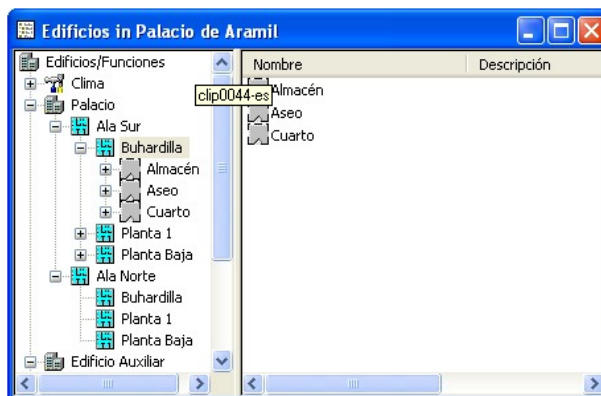 Edificios in Palacio de Aramil
Edificios/Funciones
Clima
clip0044-es
Palacio
Ala Sur
Buhardilla
Almacén
Aseo
Cuarto
Planta 1
Planta Baja
Ala Norte
Buhardilla
Planta 1
Planta Baja
Edificio Auxiliar
Nombre Descripción
Almacén
Aseo
Cuarto